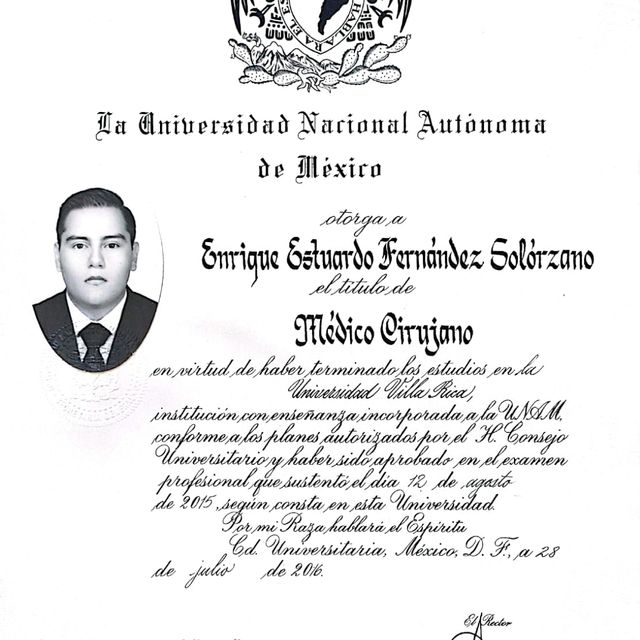 HABLARA EL ES
La Universidad Nacional Autónoma
de México
otorga a
Enrique Estuardo Fernández Solórzano
el título de
Médico Cirujano
en virtud de haber terminado los estudios en la
Universidad Villa Rica,
institución con enseñanza incorporada a la UNAM,
conforme a los planes autorizados por el H. Consejo
Universitario y haber sido aprobado en el examen
profesional que sustentó el día 12 de agosto
de 2015, según consta en esta Universidad.
Por mi Raza hablará el Espíritu
Cd. Universitaria, México, D. F., a 28
de julio de 2016.
El Rector